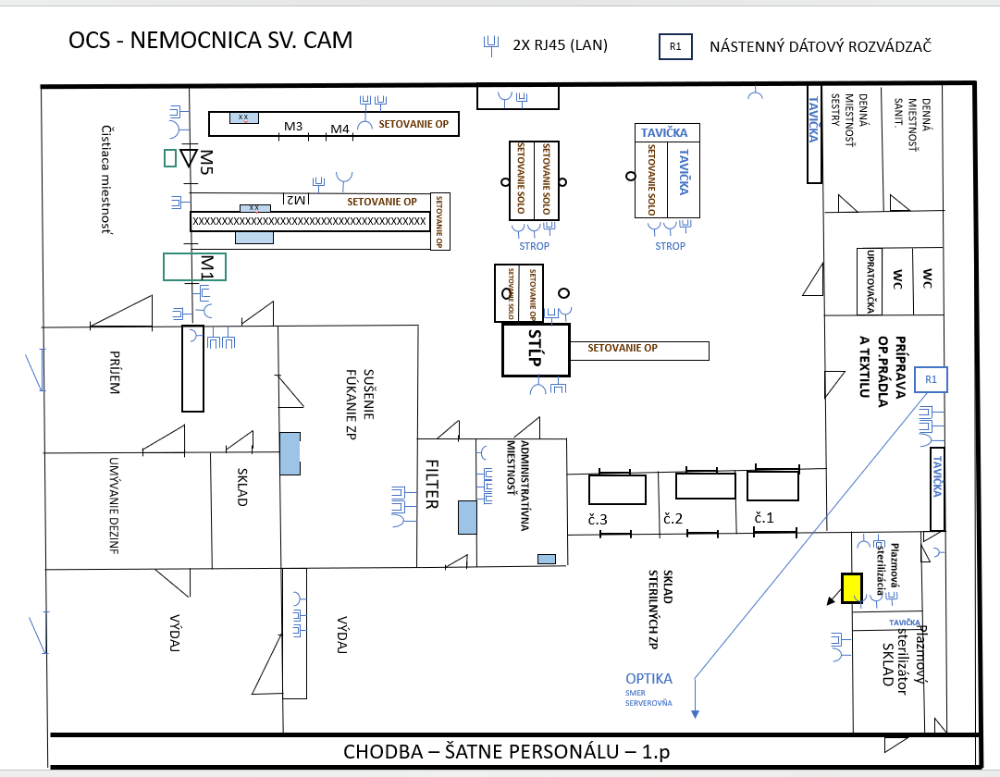 OCS - NEMOCNICA SV. CAM
2X RJ45 (LAN)
R1
NÁSTENNÝ DÁTOVÝ ROZVÁDZAČ
Čistiaca miestnosť
X X
M3
M4
SETOVANIE OP
M5
M2
SETOVANIE OP
X X
XXXXXXXXXXXXXXXXXXXXXXXXXXXXXXXXXXXXXXXX
SETOVANIE OP
M1
SETOVANIE SOLO
SETOVANIE SOLO
STROP
TAVIČKA
SETOVANIE SOLO
TAVIČKA
STROP
TAVIČKA
DENNÁ
MIESTNOSŤ
SESTRY
DENNÁ
MIESTNOSŤ
SANIT.
UPRATOVAČKA
WC
WC
SETOVANIE SOLO
SETOVANIE OP
STĹP
SETOVANIE OP
PRÍPRAVA
OP.PRÁDLA
A TEXTILU
R1
TAVIČKA
PRÍJEM
SUŠENIE
FÚKANIE ZP
UMÝVANIE DEZINF
SKLAD
FILTER
ADMINISTRATÍVNA
MIESTNOSŤ
č.3
č.2
č.1
Plazmová
sterilizácia
TAVIČKA
Plazmový
sterilizátor
SKLAD
SKLAD
STERILNÝCH ZP
VÝDAJ
VÝDAJ
OPTIKA
SMER
SERVEROVŇA
CHODBA – ŠATNE PERSONÁLU – 1.p